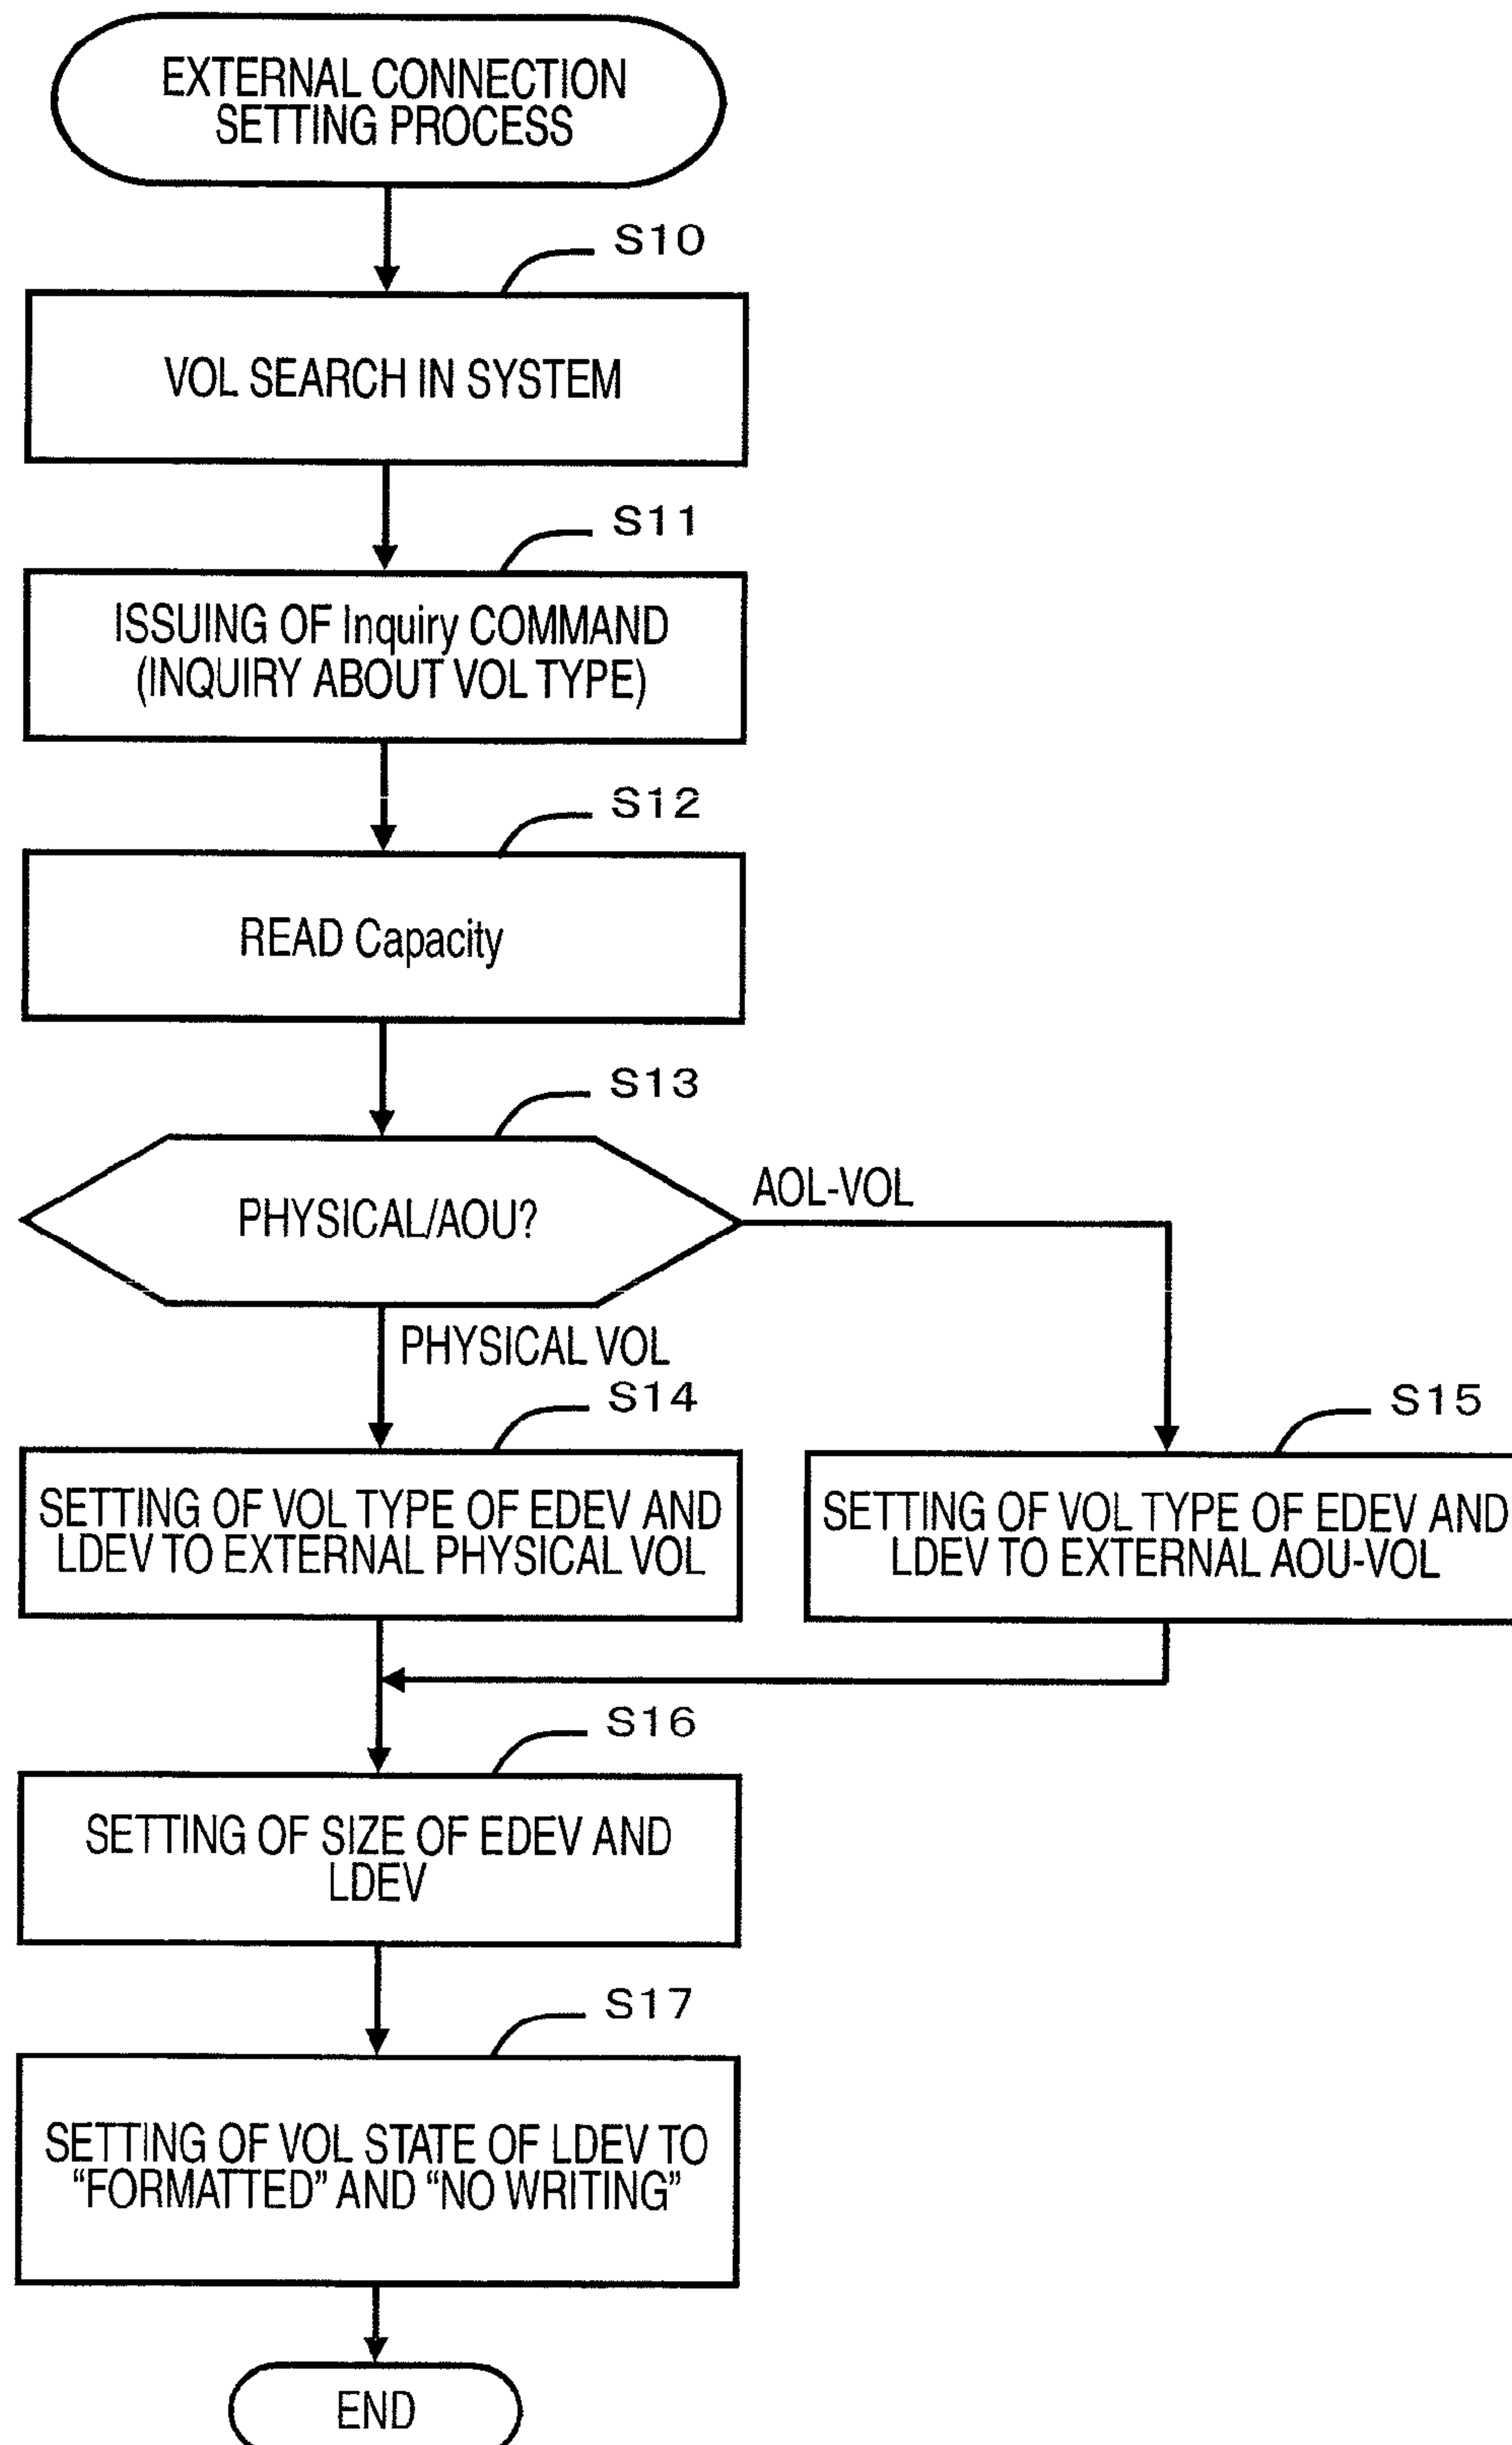 EXTERNAL CONNECTION
SETTING PROCESS
S10
VOL SEARCH IN SYSTEM
S11
ISSUING OF Inquiry COMMAND
(INQUIRY ABOUT VOL TYPE)
S12
READ Capacity
S13
PHYSICAL/AOU?
AOL-VOL
PHYSICAL VOL
S14
SETTING OF VOL TYPE OF EDEV AND
LDEV TO EXTERNAL PHYSICAL VOL
S15
SETTING OF VOL TYPE OF EDEV AND
LDEV TO EXTERNAL AOU-VOL
S16
SETTING OF SIZE OF EDEV AND
LDEV
S17
SETTING OF VOL STATE OF LDEV TO
“FORMATTED” AND “NO WRITING”
END